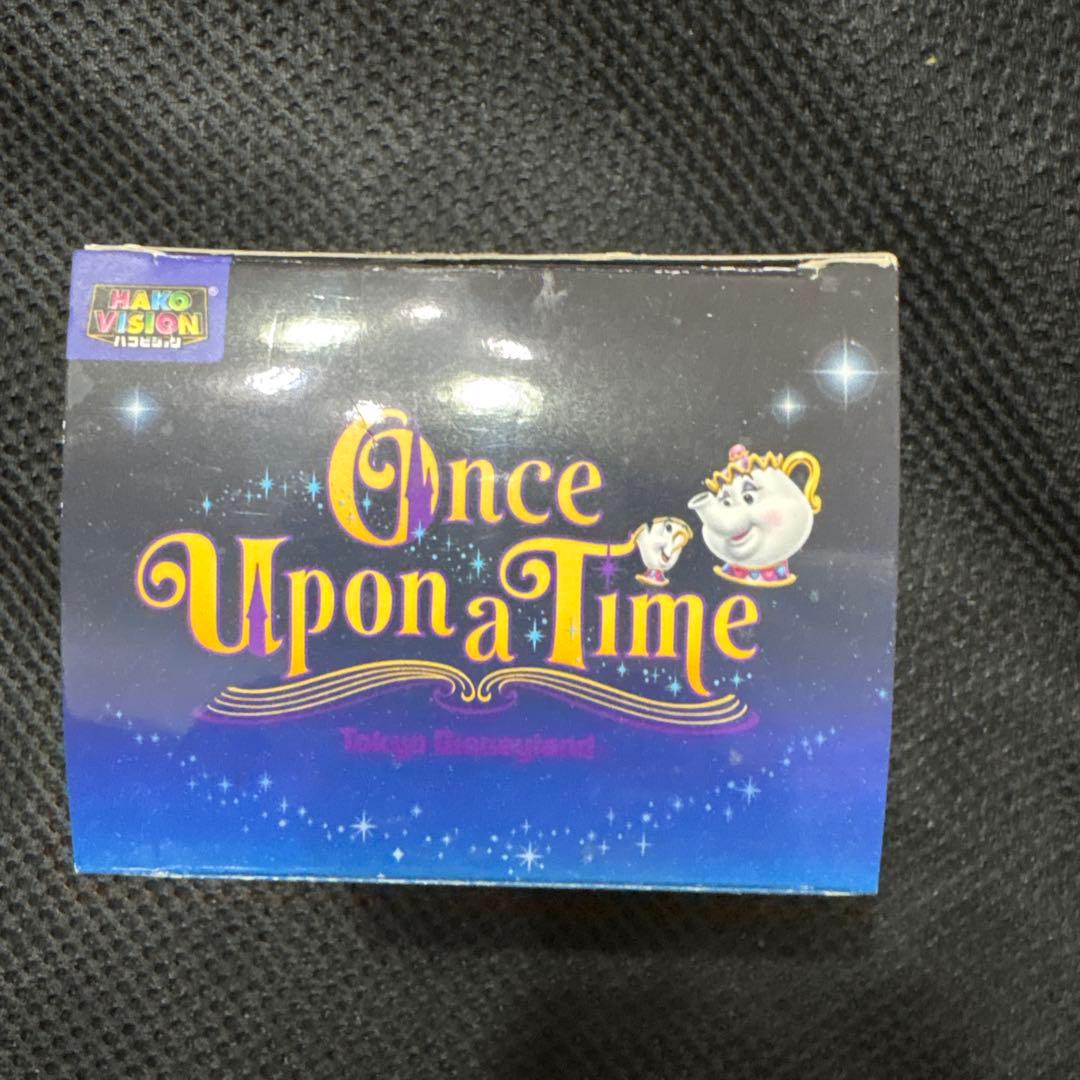 HAKO
VISION
ハコビジョン
®
Once
Upon a Time
Tokyo Disneyland